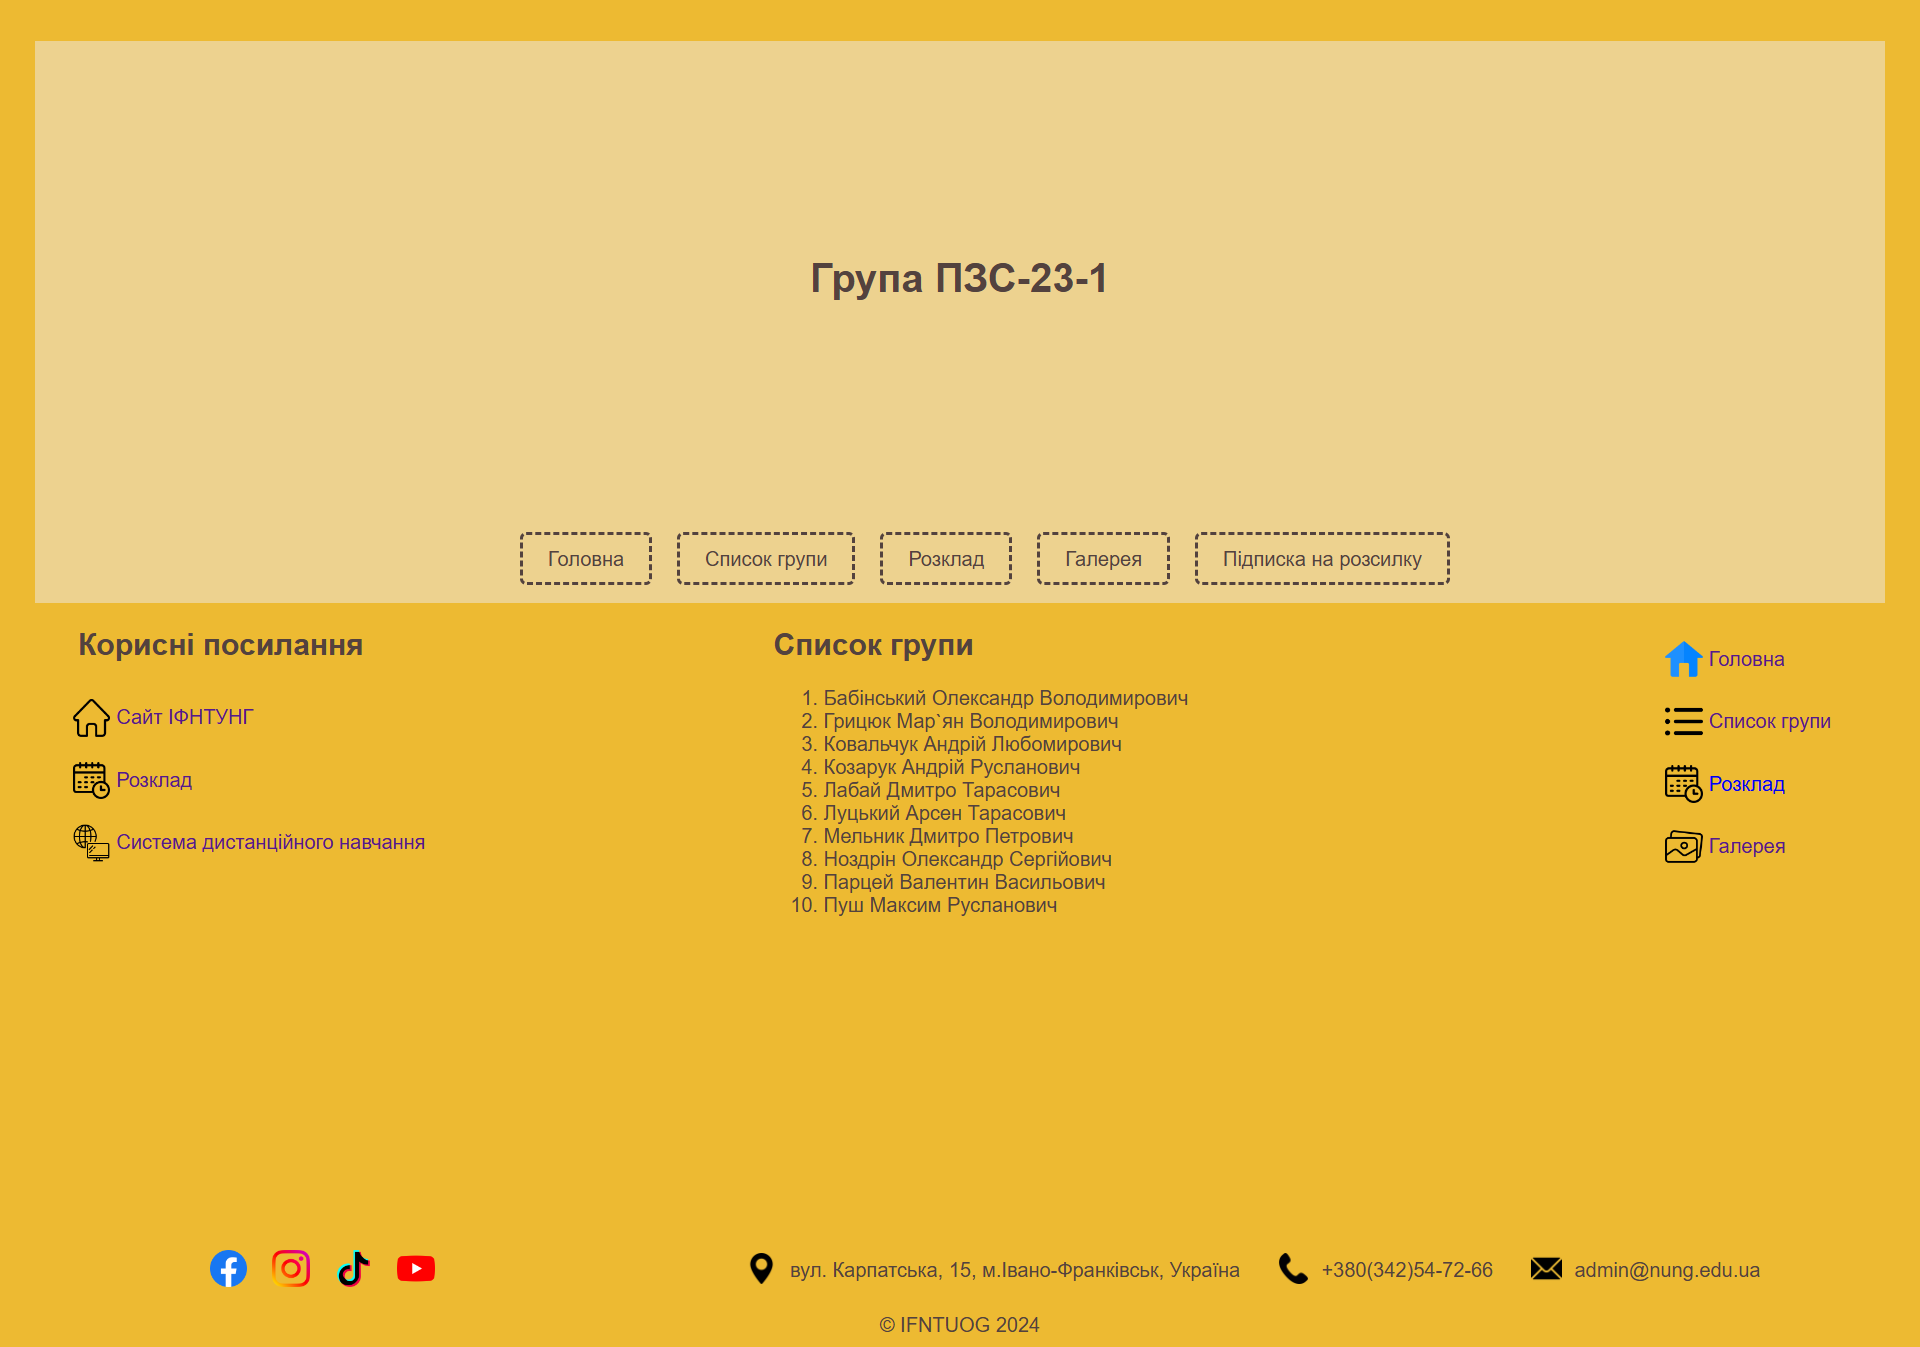 Група ПЗС-23-1
Головна
Список групи
Розклад
Галерея
Підписка на розсилку
Корисні посилання
Сайт ІФНТУНГ
Розклад
Система дистанційного навчання
Список групи
1. Бабінський Олександр Володимирович
2. Грицюк Мар`ян Володимирович
3. Ковальчук Андрій Любомирович
4. Козарук Андрій Русланович
5. Лабай Дмитро Тарасович
6. Луцький Арсен Тарасович
7. Мельник Дмитро Петрович
8. Ноздрін Олександр Сергійович
9. Парцей Валентин Васильович
10. Пуш Максим Русланович
Головна
Список групи
Розклад
Галерея
вул. Карпатська, 15, м.Івано-Франківськ, Україна
+380(342)54-72-66
admin@nung.edu.ua
© IFNTUOG 2024